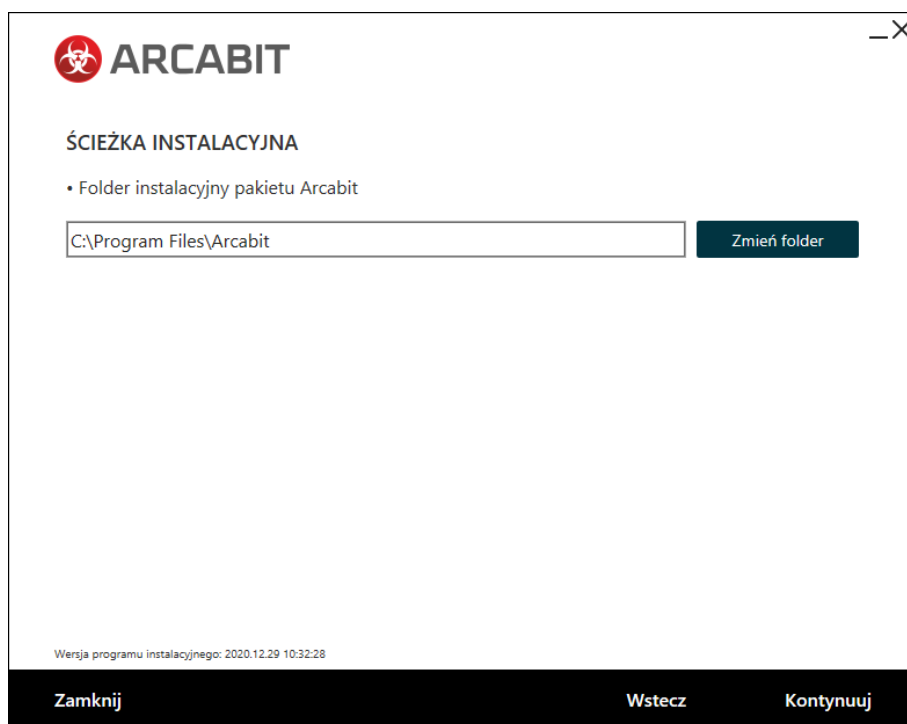 ARCABIT
ŚCIEŻKA INSTALACYJNA
• Folder instalacyjny pakietu Arcabit
C:\Program Files\Arcabit
Zmień folder
Wersja programu instalacyjnego: 2020.12.29 10:32:28
Zamknij
Wstecz
Kontynuuj